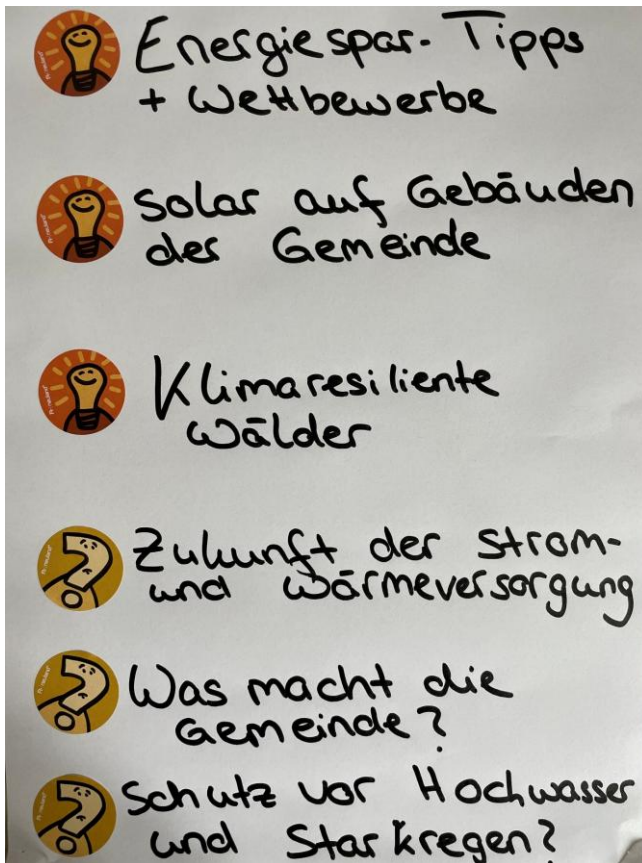 Energiespar-Tipps
+ Wettbewerbe
Solar auf Gebäuden
der Gemeinde
Klimaresiliente
Wälder
Zukunft der Strom-
und Wärmeversorgung
Was macht die
Gemeinde?
Schutz vor Hochwasser
und Starkregen?